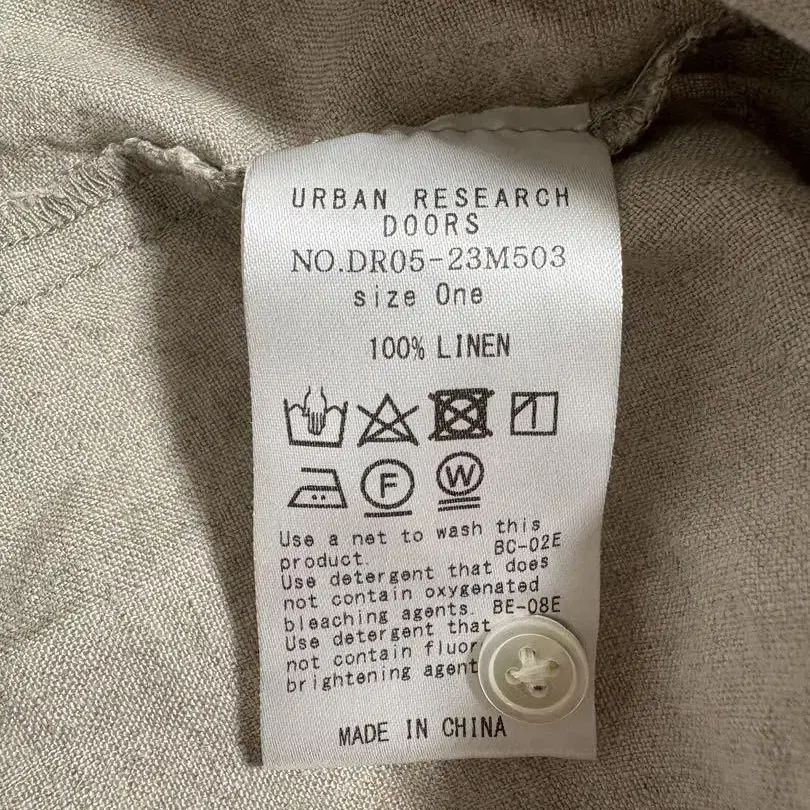 URBAN RESEARCH
DOORS
NO.DR05-23M503
size One
100% LINEN
F W
Use a net to wash this
product. BC-02E
Use detergent that does
not contain oxygenated
bleaching agents. BE-08E
Use detergent that
not contain
brightening
MADE IN CHINA